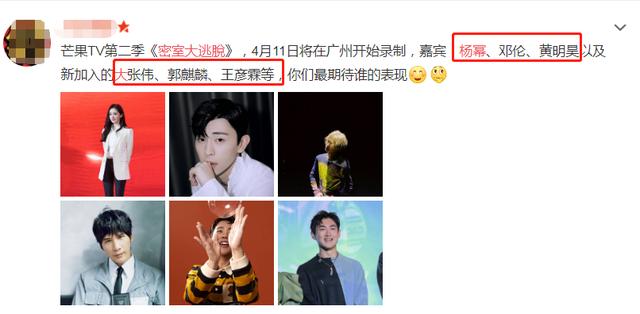 芒果TV第二季《密室大逃脱》，4月11日将在广州开始录制，嘉宾 杨幂、邓伦、黄明昊以及
新加入的大张伟、郭麒麟、王彦霖等，你们最期待谁的表现